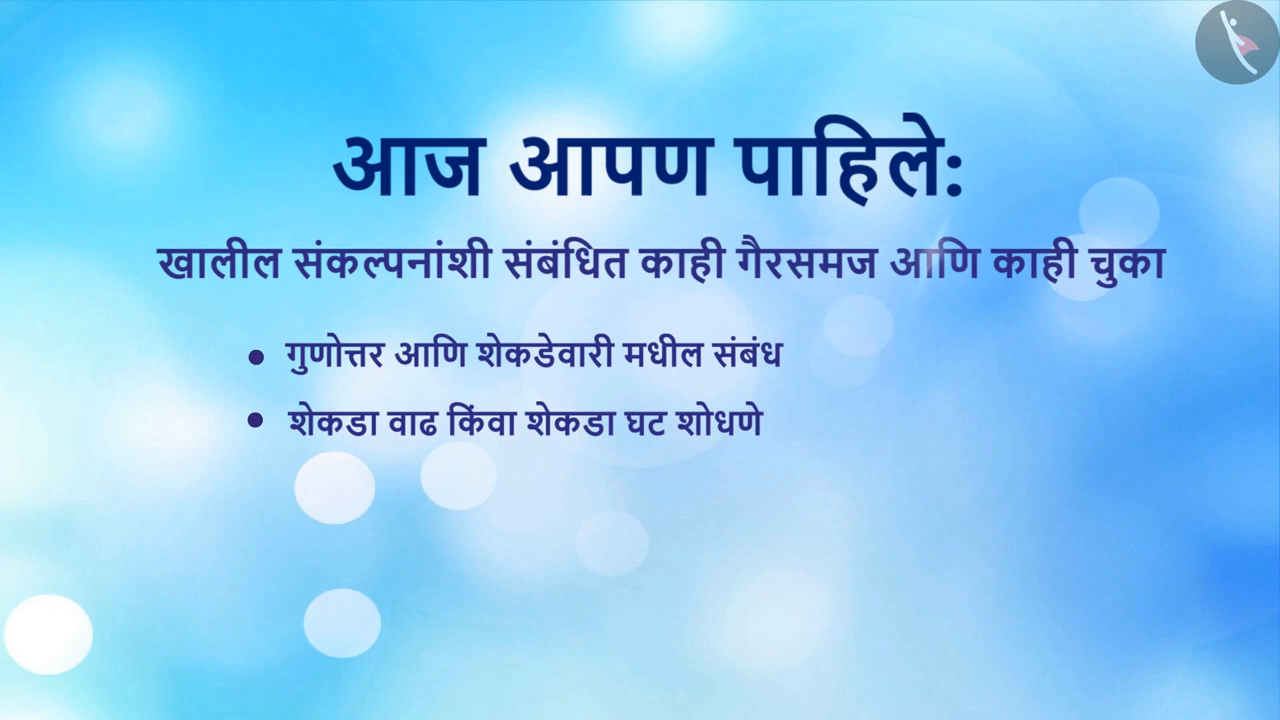 आज आपण पाहिले:
खालील संकल्पनांशी संबंधित काही गैरसमज आणि काही चुका
• गुणोत्तर आणि शेकडेवारी मधील संबंध
• शेकडा वाढ किंवा शेकडा घट शोधणे